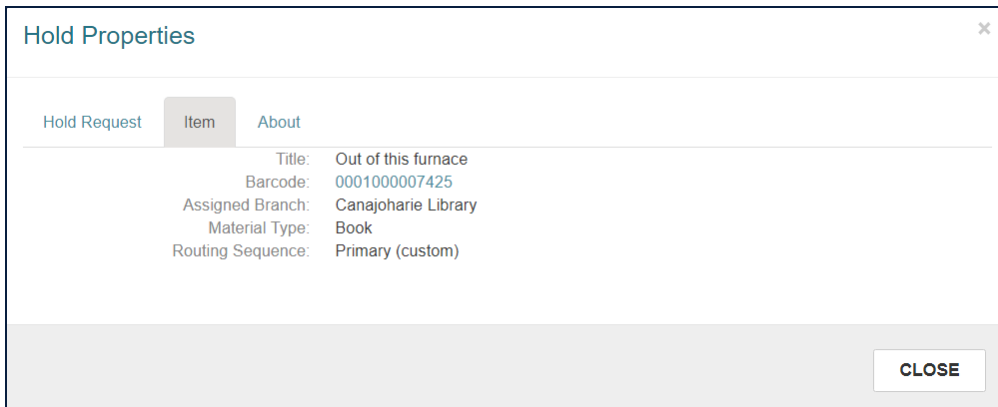 Hold Properties ×
Hold Request Item About
Title: Out of this furnace
Barcode: 0001000007425
Assigned Branch: Canajoharie Library
Material Type: Book
Routing Sequence: Primary (custom)
CLOSE